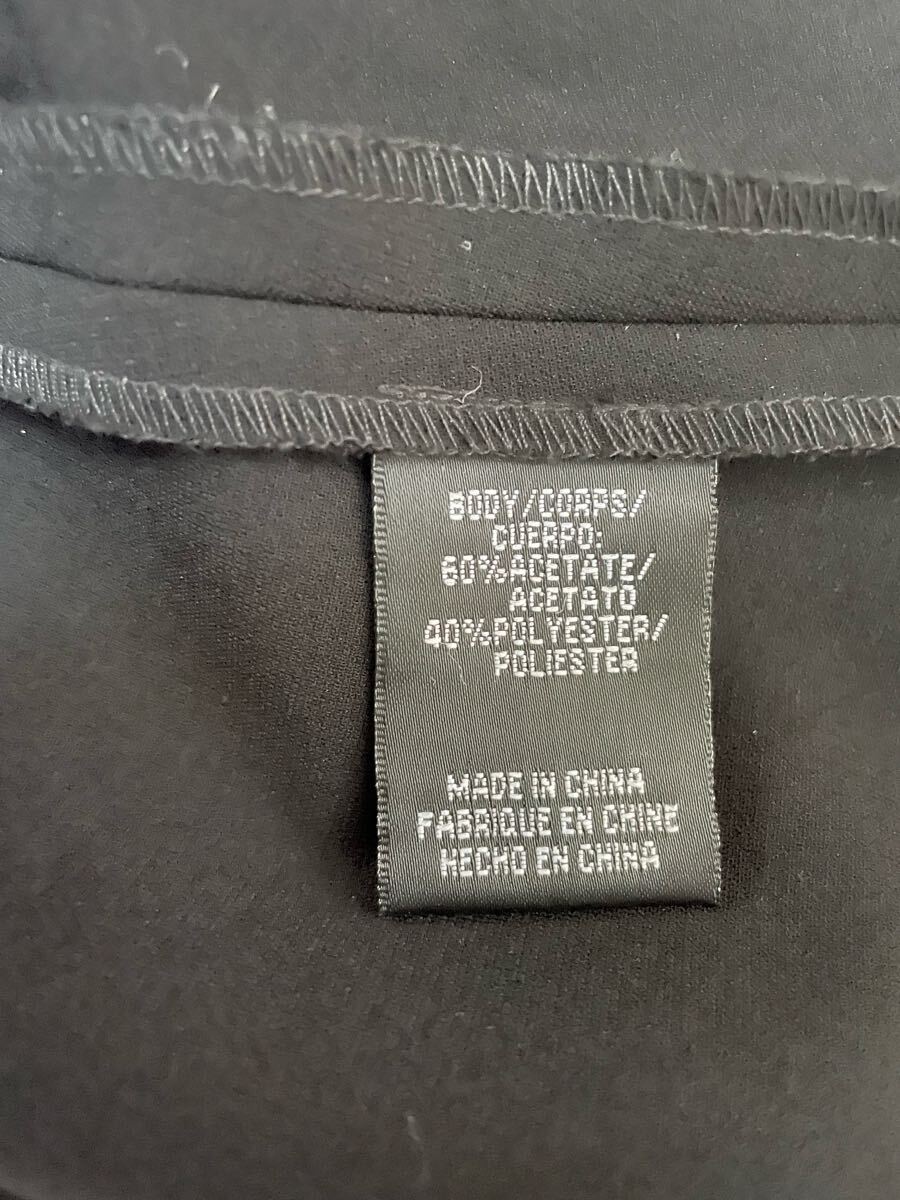 BODY/CORPS/
CUERPO:
60%ACETATE/
ACETATO
40%POLYESTER/
POLIESTER
MADE IN CHINA
FABRIQUE EN CHINE
HECHO EN CHINA